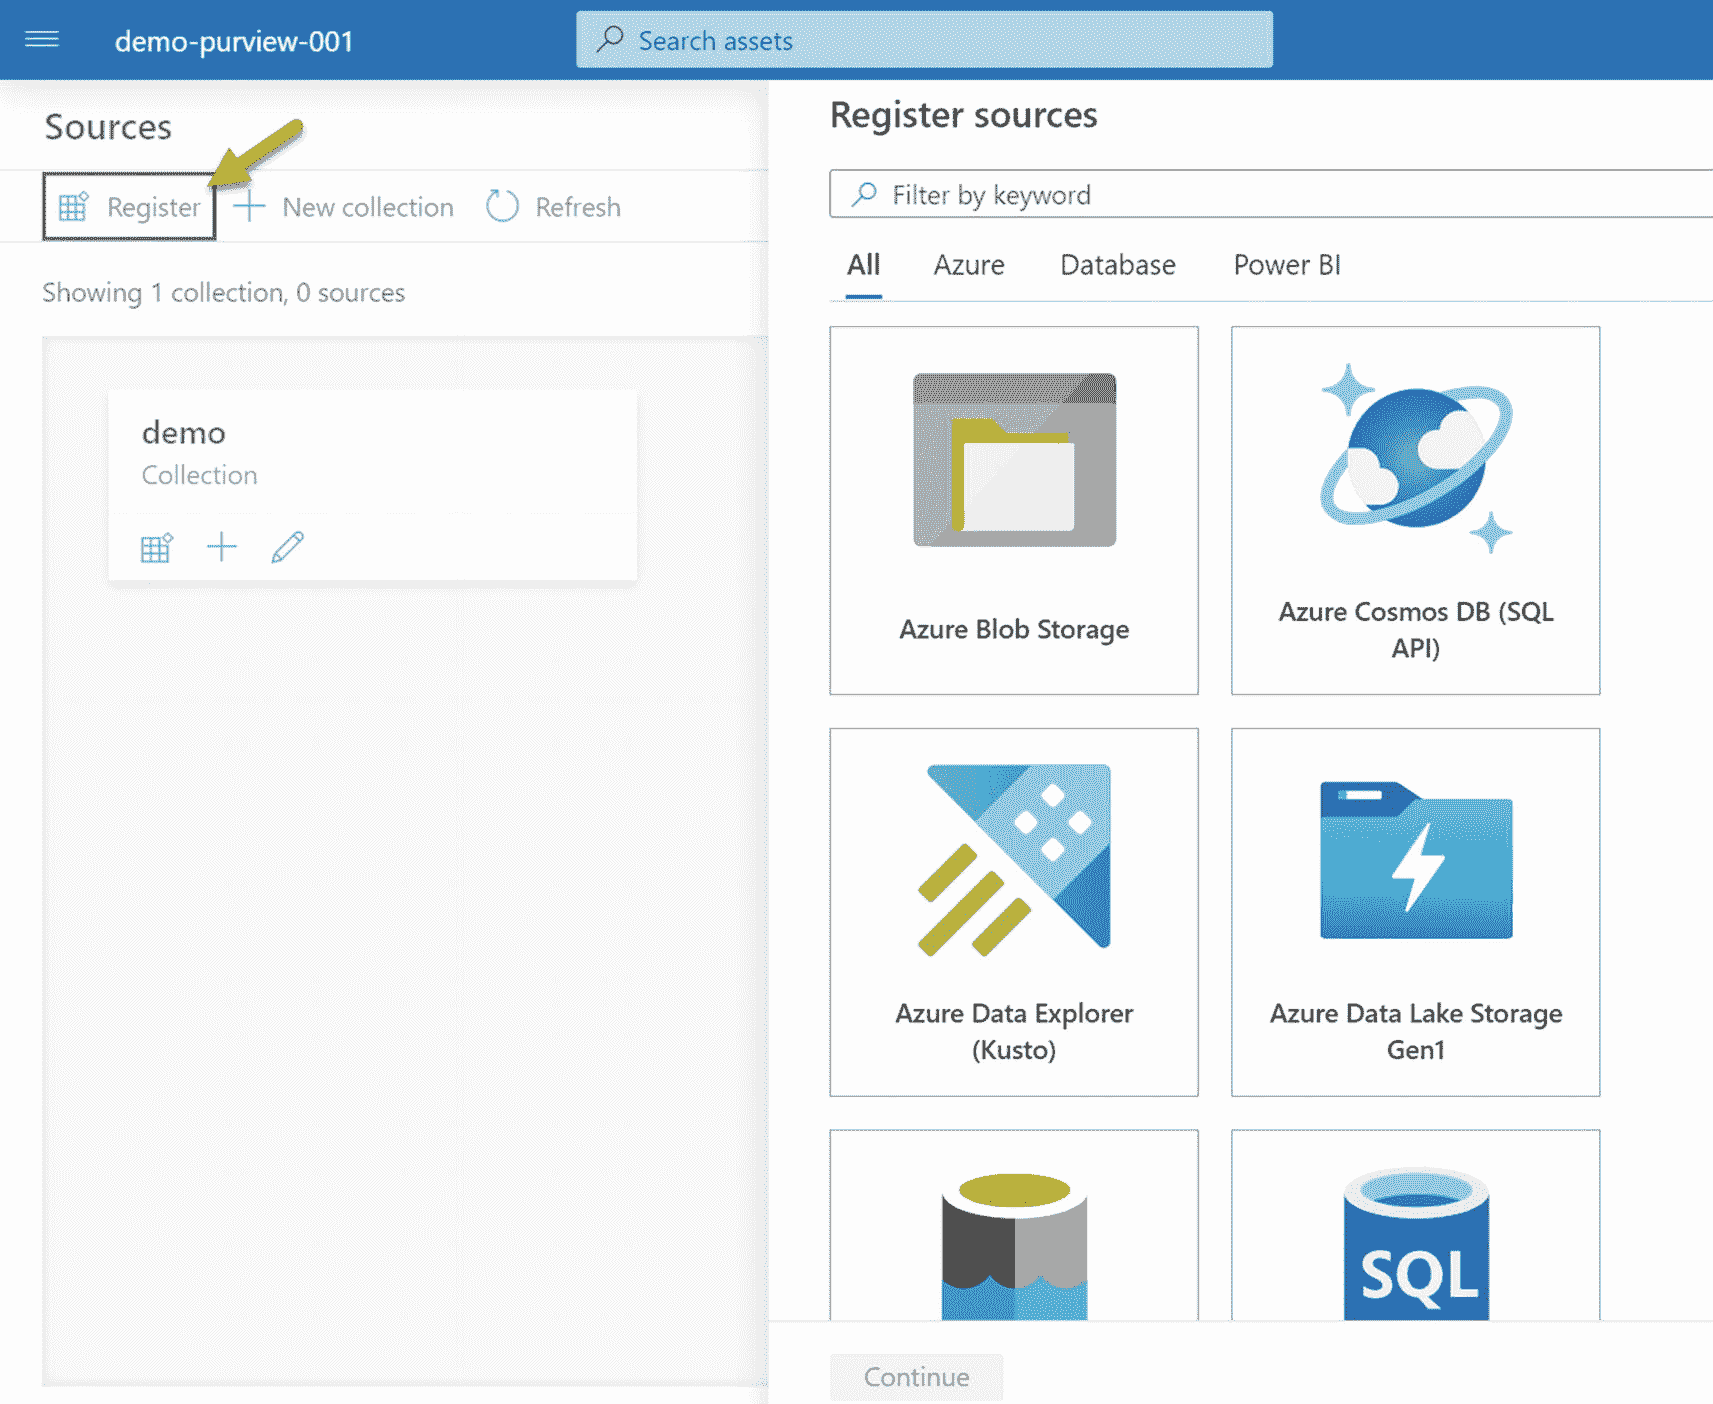 demo-purview-001
Search assets
Sources
Register
New collection
Refresh
Showing 1 collection, 0 sources
demo
Collection
Register sources
Filter by keyword
All
Azure
Database
Power BI
Azure Blob Storage
Azure Cosmos DB (SQL
API)
Azure Data Explorer
(Kusto)
Azure Data Lake Storage
Gen1
SQL
Continue